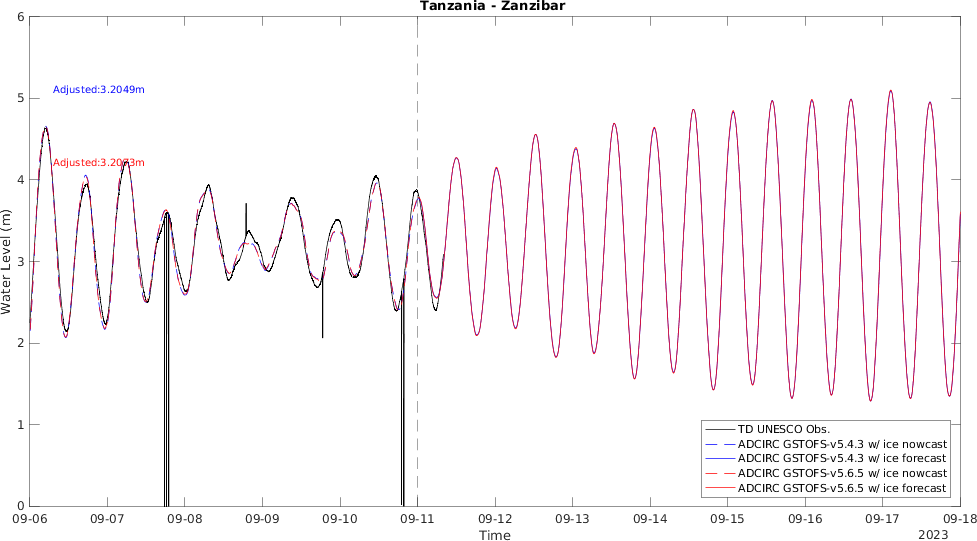 Tanzania - Zanzibar
6
5
4
3
2
1
0
Water Level (m)
Adjusted:3.2049m
09-06
09-07
09-08
09-09
09-10
09-11
09-12
09-13
09-14
09-15
09-16
09-17
09-18
2023
Time
TD UNESCO Obs.
ADCIRC GSTOFS-v5.4.3 w/ ice nowcast
ADCIRC GSTOFS-v5.4.3 w/ ice forecast
ADCIRC GSTOFS-v5.6.5 w/ ice nowcast
ADCIRC GSTOFS-v5.6.5 w/ ice forecast